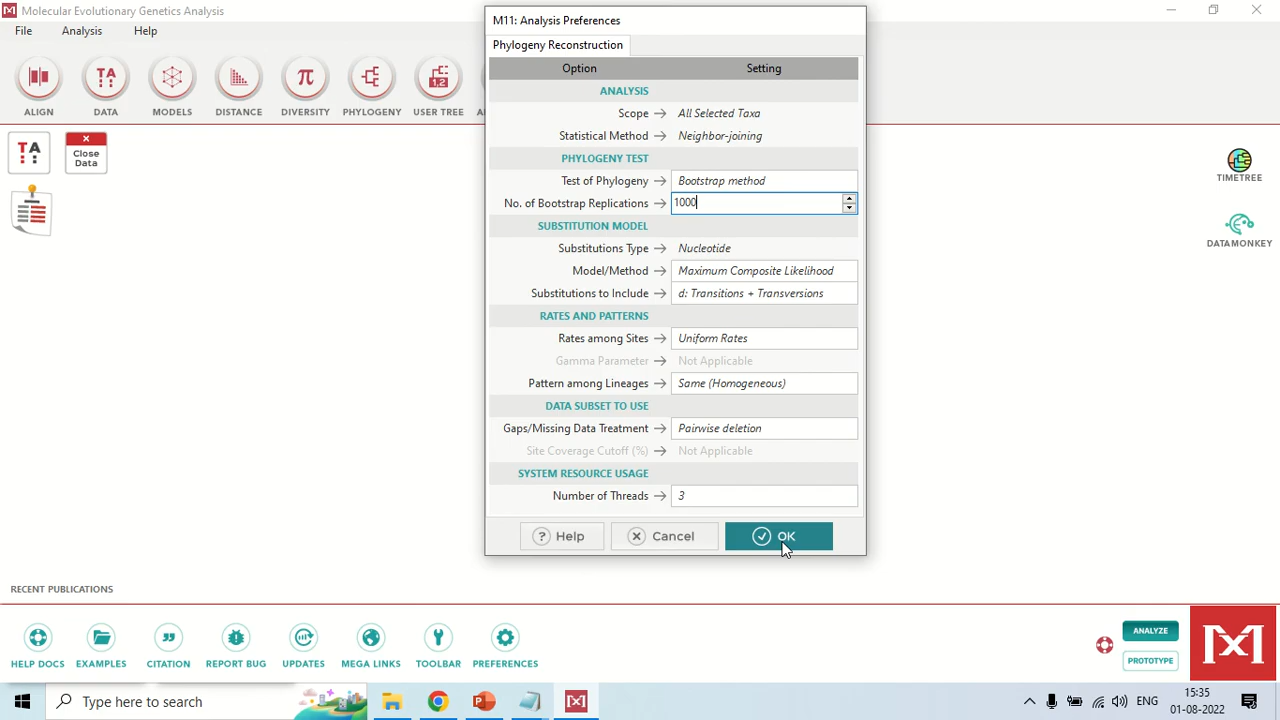 Molecular Evolutionary Genetics Analysis
File Analysis Help
ALIGN DATA MODELS DISTANCE DIVERSITY PHYLOGENY USER TREE
TA
Close
Data
M11: Analysis Preferences
Phylogeny Reconstruction
Option Setting
ANALYSIS
Scope → All Selected Taxa
Statistical Method → Neighbor-joining
PHYLOGENY TEST
Test of Phylogeny → Bootstrap method
No. of Bootstrap Replications → 1000
SUBSTITUTION MODEL
Substitutions Type → Nucleotide
Model/Method → Maximum Composite Likelihood
Substitutions to Include → d: Transitions + Transversions
RATES AND PATTERNS
Rates among Sites → Uniform Rates
Gamma Parameter → Not Applicable
Pattern among Lineages → Same (Homogeneous)
DATA SUBSET TO USE
Gaps/Missing Data Treatment → Pairwise deletion
Site Coverage Cutoff (%) → Not Applicable
SYSTEM RESOURCE USAGE
Number of Threads → 3
? Help Cancel OK
TIMETREE
DATAMONKEY
RECENT PUBLICATIONS
HELP DOCS EXAMPLES CITATION REPORT BUG UPDATES MEGA LINKS TOOLBAR PREFERENCES
ANALYZE
PROTOTYPE
Type here to search
ENG
15:35
01-08-2022